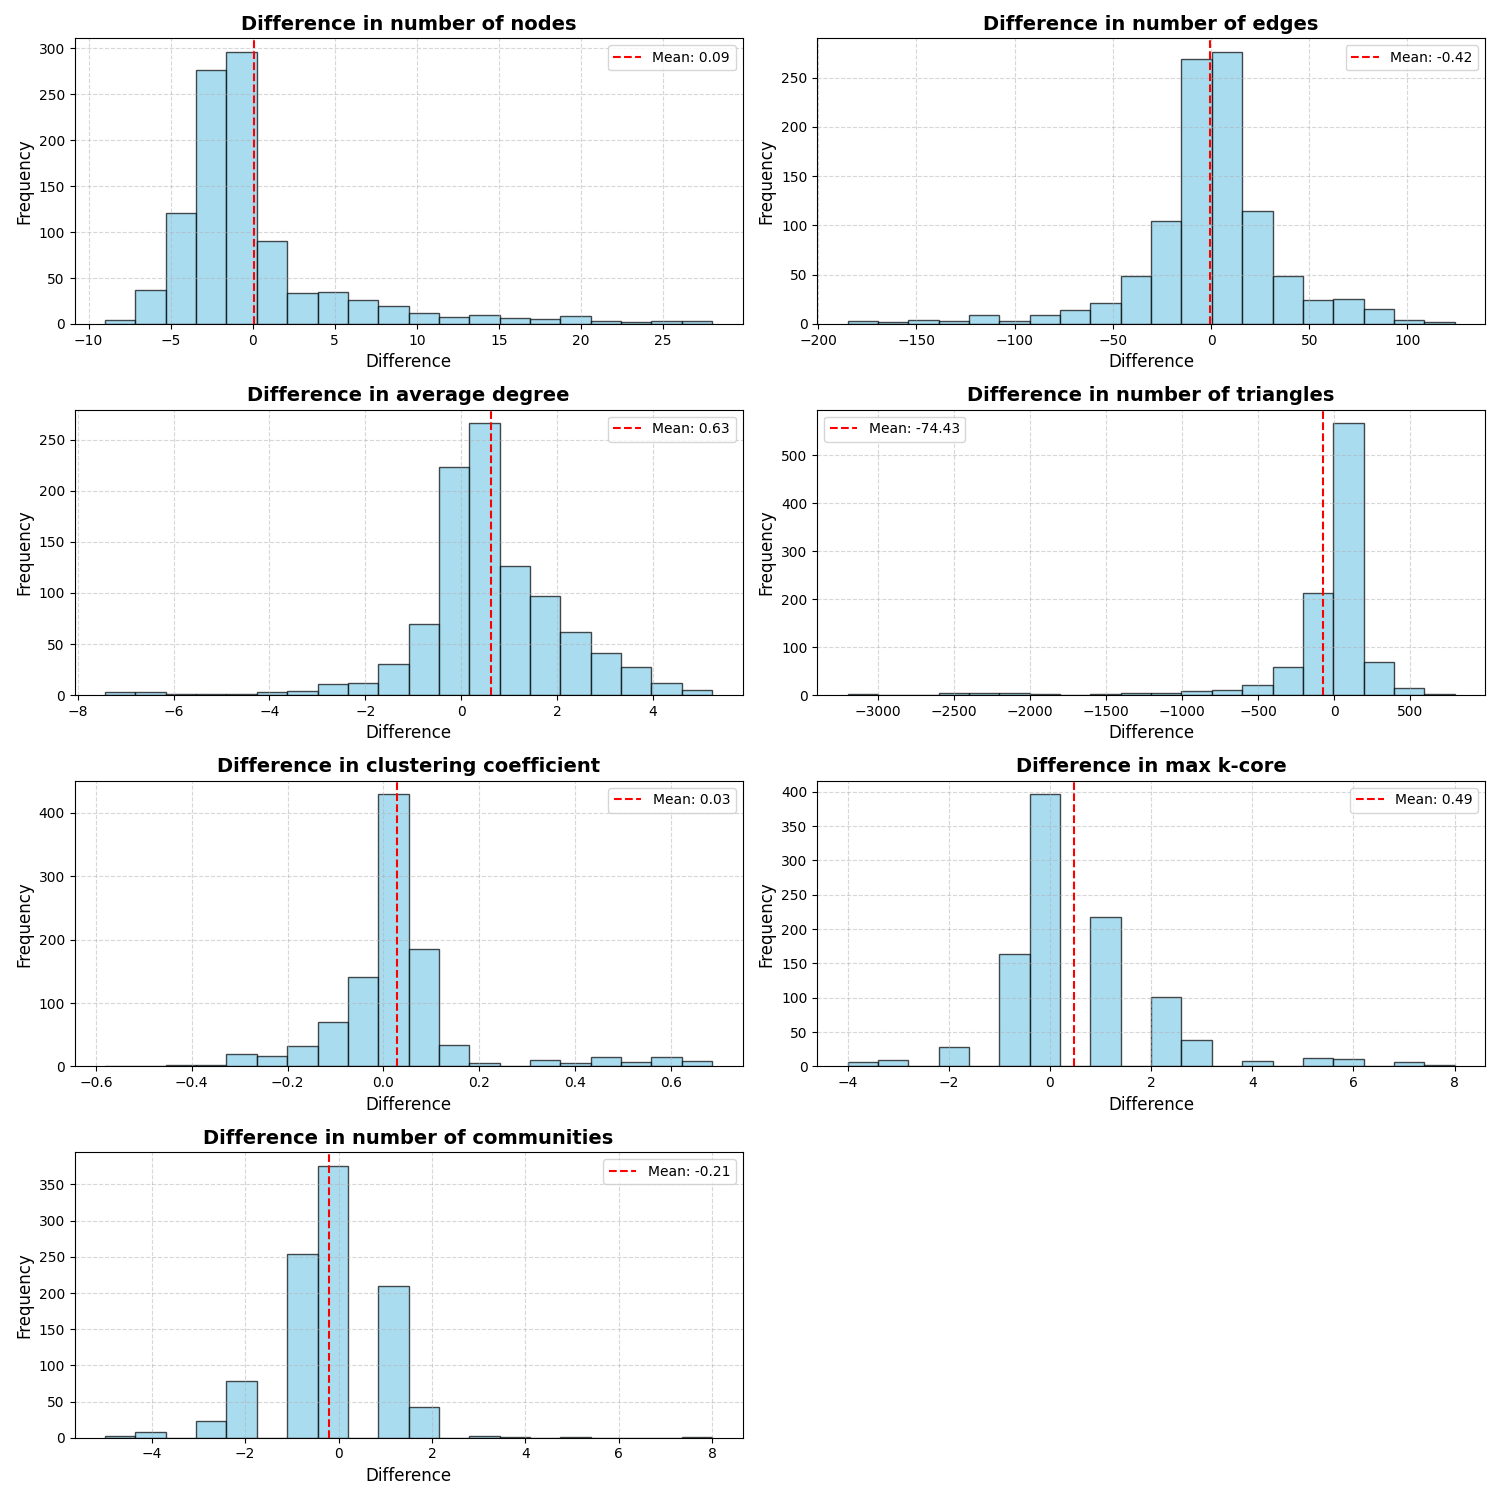 Difference in number of nodes
Mean: 0.09
Frequency
300
250
200
150
100
50
0
−10 −5 0 5 10 15 20 25
Difference
Difference in number of edges
Mean: -0.42
Frequency
250
200
150
100
50
0
−200 −150 −100 −50 0 50 100
Difference
Difference in average degree
Mean: 0.63
Frequency
250
200
150
100
50
0
−8 −6 −4 −2 0 2 4
Difference
Difference in number of triangles
Mean: -74.43
Frequency
500
400
300
200
100
0
−3000 −2500 −2000 −1500 −1000 −500 0 500
Difference
Difference in clustering coefficient
Mean: 0.03
Frequency
400
300
200
100
0
−0.6 −0.4 −0.2 0.0 0.2 0.4 0.6
Difference
Difference in max k-core
Mean: 0.49
Frequency
400
350
300
250
200
150
100
50
0
−4 −2 0 2 4 6 8
Difference
Difference in number of communities
Mean: -0.21
Frequency
350
300
250
200
150
100
50
0
−4 −2 0 2 4 6 8
Difference